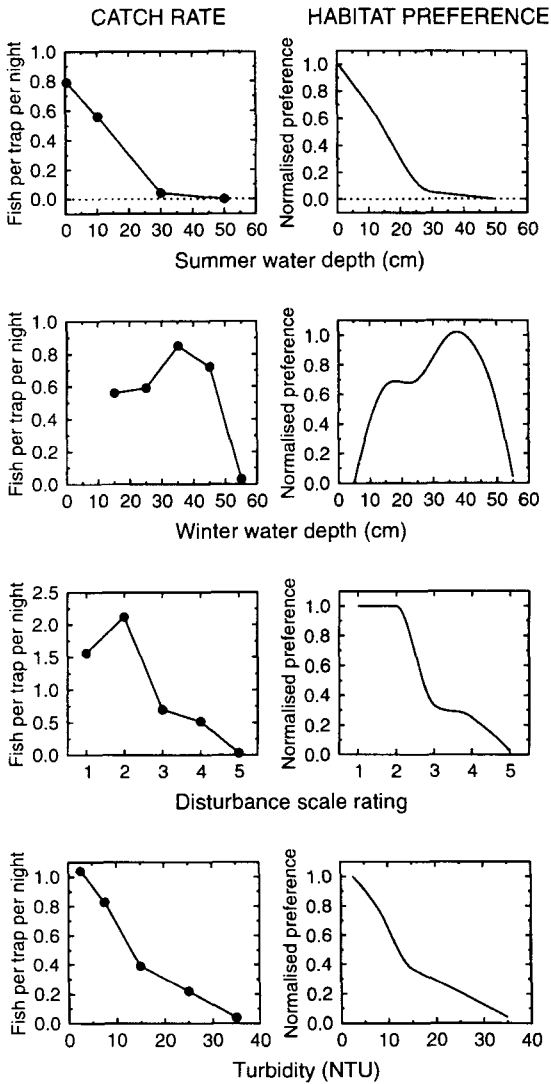 CATCH RATE HABITAT PREFERENCE
Fish per trap per night
1.0
0.8
0.6
0.4
0.2
0.0
0 10 20 30 40 50 60
Normalised preference
1.0
0.8
0.6
0.4
0.2
0.0
0 10 20 30 40 50 60
Summer water depth (cm)
Fish per trap per night
1.0
0.8
0.6
0.4
0.2
0.0
0 10 20 30 40 50 60
Normalised preference
1.0
0.8
0.6
0.4
0.2
0.0
0 10 20 30 40 50 60
Winter water depth (cm)
Fish per trap per night
2.5
2.0
1.5
1.0
0.5
0.0
1 2 3 4 5
Normalised preference
1.0
0.8
0.6
0.4
0.2
0.0
1 2 3 4 5
Disturbance scale rating
Fish per trap per night
1.0
0.8
0.6
0.4
0.2
0.0
0 10 20 30 40
Normalised preference
1.0
0.8
0.6
0.4
0.2
0.0
0 10 20 30 40
Turbidity (NTU)